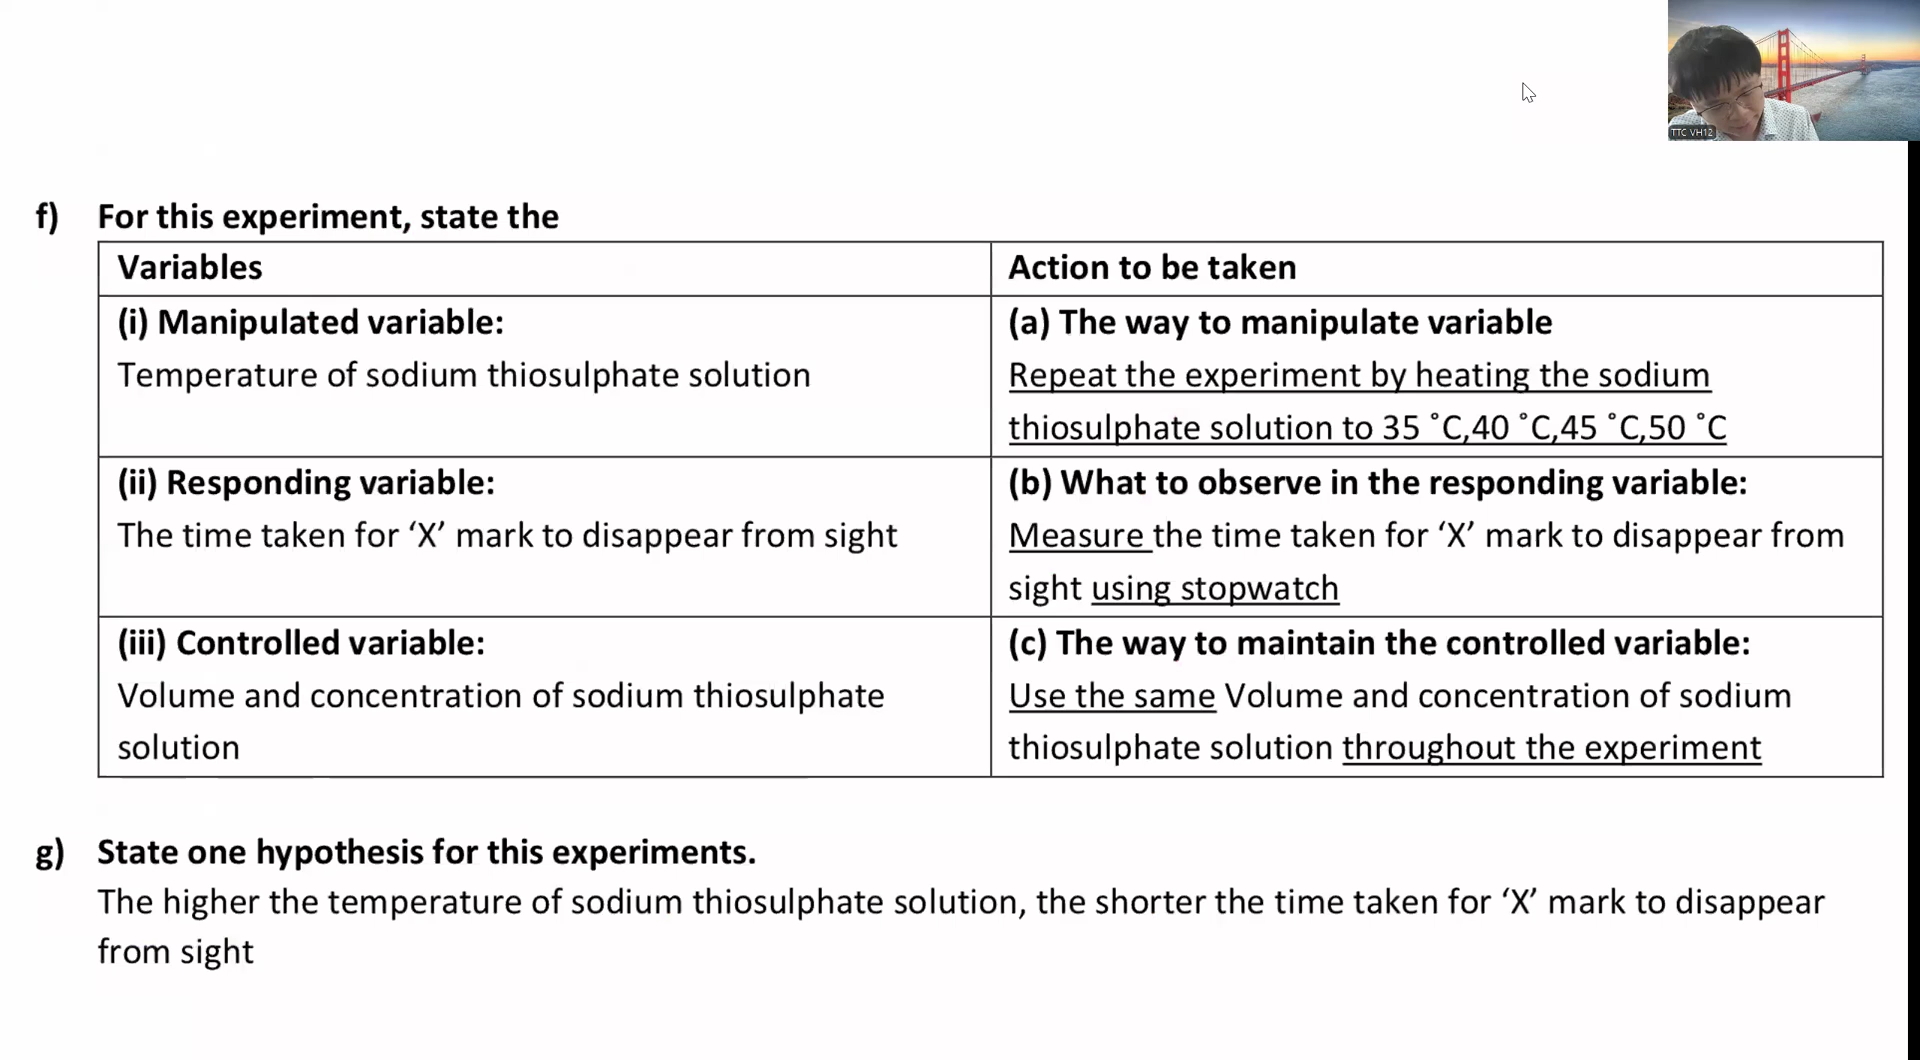 TTC VH12
f) For this experiment, state the
Variables
Action to be taken
(i) Manipulated variable:
Temperature of sodium thiosulphate solution
(a) The way to manipulate variable
Repeat the experiment by heating the sodium
thiosulphate solution to 35 ˚C,40 ˚C,45 ˚C,50 ˚C
(ii) Responding variable:
The time taken for ‘X’ mark to disappear from sight
(b) What to observe in the responding variable:
Measure the time taken for ‘X’ mark to disappear from
sight using stopwatch
(iii) Controlled variable:
Volume and concentration of sodium thiosulphate
solution
(c) The way to maintain the controlled variable:
Use the same Volume and concentration of sodium
thiosulphate solution throughout the experiment
g) State one hypothesis for this experiments.
The higher the temperature of sodium thiosulphate solution, the shorter the time taken for ‘X’ mark to disappear
from sight